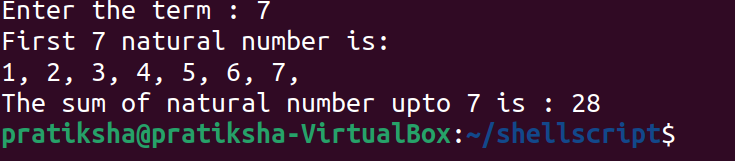 Enter the term : 7
First 7 natural number is:
1, 2, 3, 4, 5, 6, 7,
The sum of natural number upto 7 is : 28
pratiksha@pratiksha-VirtualBox:~/shellscript$